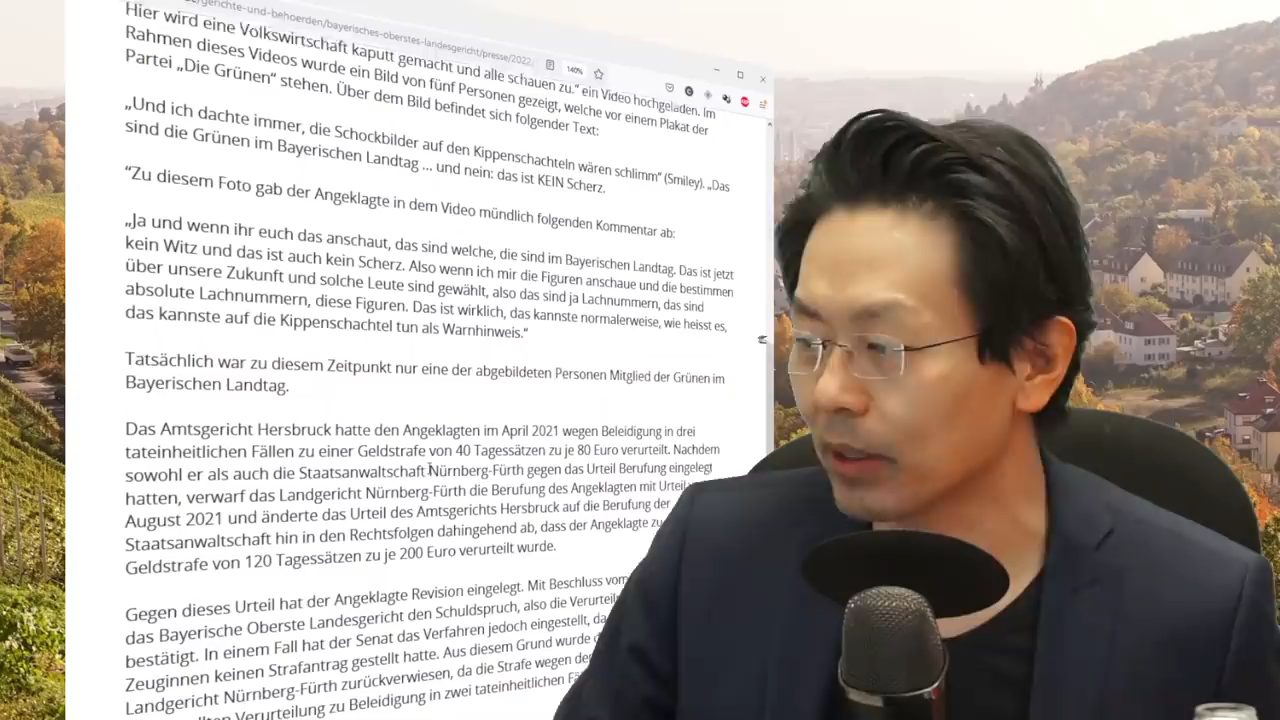 gerichte-und-behoerden/bayerisches-oberstes-landesgericht/presse/2022
140%
Hier wird eine Volkswirtschaft kaputt gemacht und alle schauen zu.“ ein Video hochgeladen. Im
Rahmen dieses Videos wurde ein Bild von fünf Personen gezeigt, welche vor einem Plakat der
Partei „Die Grünen“ stehen. Über dem Bild befindet sich folgender Text:
„Und ich dachte immer, die Schockbilder auf den Kippenschachteln wären schlimm“ (Smiley). „Das
sind die Grünen im Bayerischen Landtag ... und nein: das ist KEIN Scherz.
“Zu diesem Foto gab der Angeklagte in dem Video mündlich folgenden Kommentar ab:
„Ja und wenn ihr euch das anschaut, das sind welche, die sind im Bayerischen Landtag. Das ist jetzt
kein Witz und das ist auch kein Scherz. Also wenn ich mir die Figuren anschaue und die bestimmen
über unsere Zukunft und solche Leute sind gewählt, also das sind ja Lachnummern, das sind
absolute Lachnummern, diese Figuren. Das ist wirklich, das kannste normalerweise, wie heisst es,
das kannste auf die Kippenschachtel tun als Warnhinweis.“
Tatsächlich war zu diesem Zeitpunkt nur eine der abgebildeten Personen Mitglied der Grünen im
Bayerischen Landtag.
Das Amtsgericht Hersbruck hatte den Angeklagten im April 2021 wegen Beleidigung in drei
tateinheitlichen Fällen zu einer Geldstrafe von 40 Tagessätzen zu je 80 Euro verurteilt. Nachdem
sowohl er als auch die Staatsanwaltschaft Nürnberg-Fürth gegen das Urteil Berufung eingelegt
hatten, verwarf das Landgericht Nürnberg-Fürth die Berufung des Angeklagten mit Urteil
August 2021 und änderte das Urteil des Amtsgerichts Hersbruck auf die Berufung der
Staatsanwaltschaft hin in den Rechtsfolgen dahingehend ab, dass der Angeklagte zu
Geldstrafe von 120 Tagessätzen zu je 200 Euro verurteilt wurde.
Gegen dieses Urteil hat der Angeklagte Revision eingelegt. Mit Beschluss vom
das Bayerische Oberste Landesgericht den Schuldspruch, also die
bestätigt. In einem Fall hat der Senat das Verfahren jedoch eingestellt,
Zeuginnen keinen Strafantrag gestellt hatte. Aus diesem Grund wurde
Landgericht Nürnberg-Fürth zurückverwiesen, da die Strafe wegen
Verurteilung zu Beleidigung in zwei tateinheitlichen